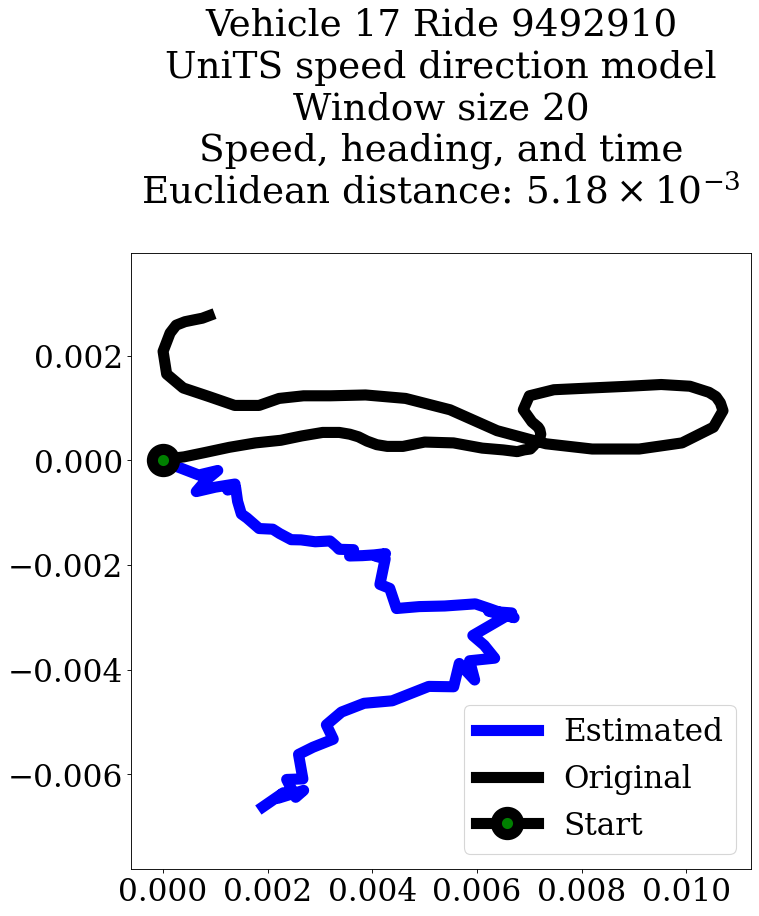 Vehicle 17 Ride 9492910
UniTS speed direction model
Window size 20
Speed, heading, and time
Euclidean distance: 5.18 × 10⁻³
0.002
0.000
−0.002
−0.004
−0.006
Estimated
Original
Start
0.000 0.002 0.004 0.006 0.008 0.010